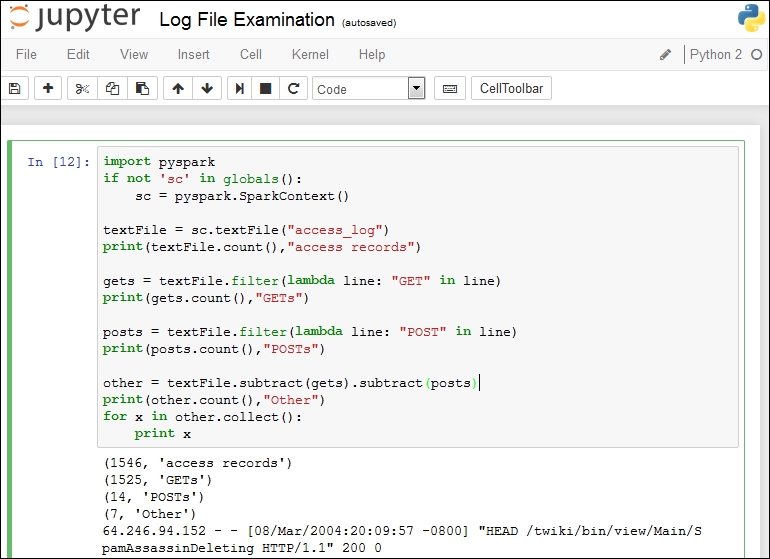 jupyter Log File Examination (autosaved)
File Edit View Insert Cell Kernel Help Python 2
Code CellToolbar
In [12]: import pyspark
if not 'sc' in globals():
    sc = pyspark.SparkContext()
textFile = sc.textFile("access_log")
print(textFile.count(),"access records")
gets = textFile.filter(lambda line: "GET" in line)
print(gets.count(),"GETs")
posts = textFile.filter(lambda line: "POST" in line)
print(posts.count(),"POSTs")
other = textFile.subtract(gets).subtract(posts)
print(other.count(),"Other")
for x in other.collect():
    print x
(1546, 'access records')
(1525, 'GETs')
(14, 'POSTs')
(7, 'Other')
64.246.94.152 - - [08/Mar/2004:20:09:57 -0800] "HEAD /twiki/bin/view/Main/S
pamAssassinDeleting HTTP/1.1" 200 0